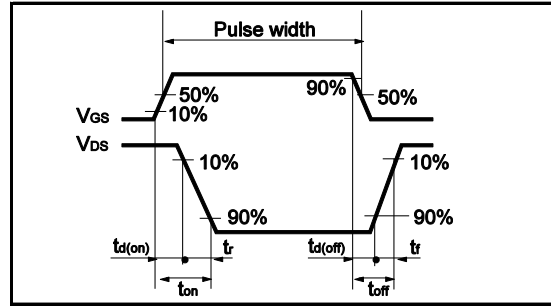 Pulse width
90%
50%
50%
10%
VGS
VDS
10%
10%
90%
90%
td(on)
tr
td(off)
tf
ton
toff